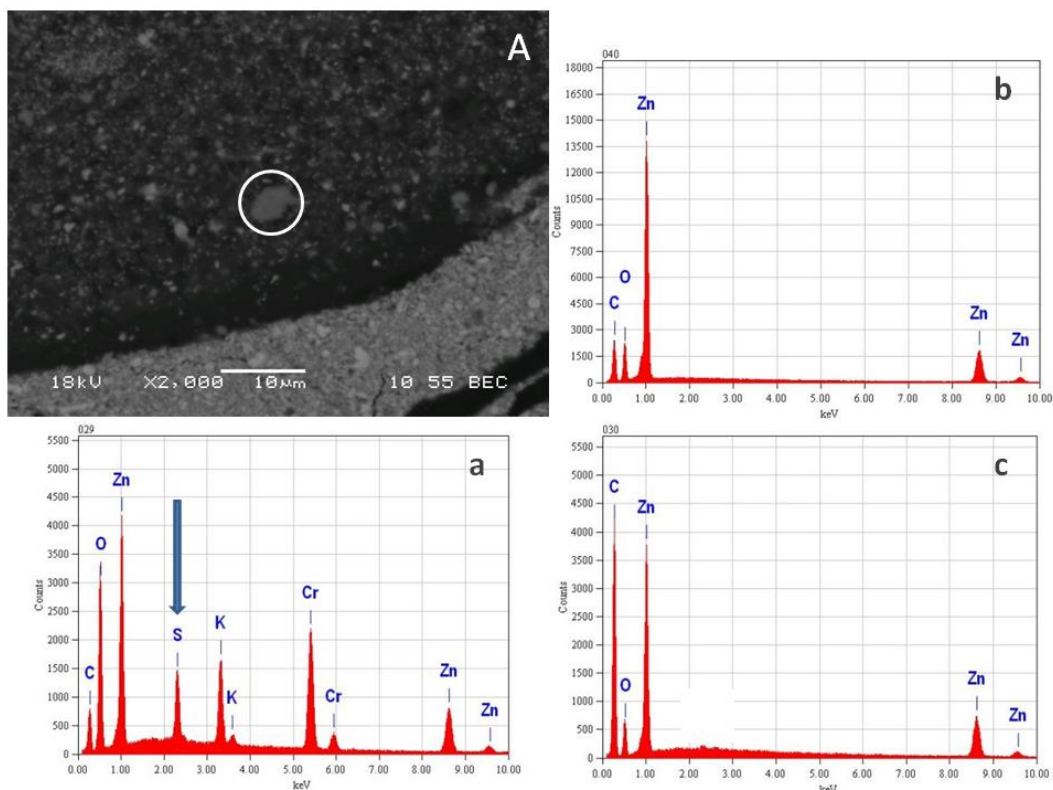 A
18kV X2,000 10µm 10 55 BEC
040
b
18000
16500
15000
13500
12000
10500
9000
7500
6000
4500
3000
1500
0
Counts
C
O
Zn
Zn
Zn
0.00 1.00 2.00 3.00 4.00 5.00 6.00 7.00 8.00 9.00 10.00
keV
029
a
5500
5000
4500
4000
3500
3000
2500
2000
1500
1000
500
0
Counts
C
O
Zn
S
K
K
Cr
Cr
Zn
Zn
0.00 1.00 2.00 3.00 4.00 5.00 6.00 7.00 8.00 9.00 10.00
keV
030
c
5500
5000
4500
4000
3500
3000
2500
2000
1500
1000
500
0
Counts
C
O
Zn
Zn
Zn
0.00 1.00 2.00 3.00 4.00 5.00 6.00 7.00 8.00 9.00 10.00
keV